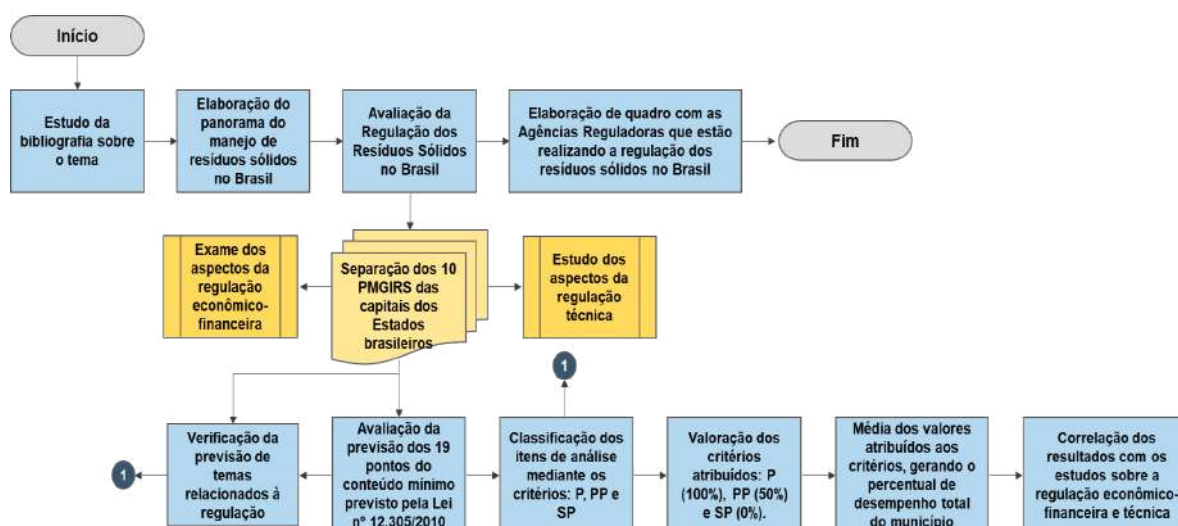 Início
Estudo da
bibliografia sobre
o tema
Elaboração do
panorama do
manejo de
resíduos sólidos
no Brasil
Avaliação da
Regulação dos
Resíduos Sólidos
no Brasil
Elaboração de quadro com as
Agências Reguladoras que estão
realizando a regulação dos
resíduos sólidos no Brasil
Fim
Exame dos
aspectos da
regulação
econômico-
financeira
Separação dos 10
PMGIRS das
capitais dos
Estados
brasileiros
Estudo dos
aspectos da
regulação
técnica
1
1
Verificação da
previsão de
temas
relacionados à
regulação
Avaliação da
previsão dos 19
pontos do
conteúdo mínimo
previsto pela Lei
nº 12.305/2010
Classificação dos
itens de análise
mediante os
critérios: P, PP e
SP
Valoração dos
critérios
atribuídos: P
(100%), PP (50%)
e SP (0%).
Média dos valores
atribuídos aos
critérios, gerando o
percentual de
desempenho total
do município
Correlação dos
resultados com os
estudos sobre a
regulação econômico-
financeira e técnica